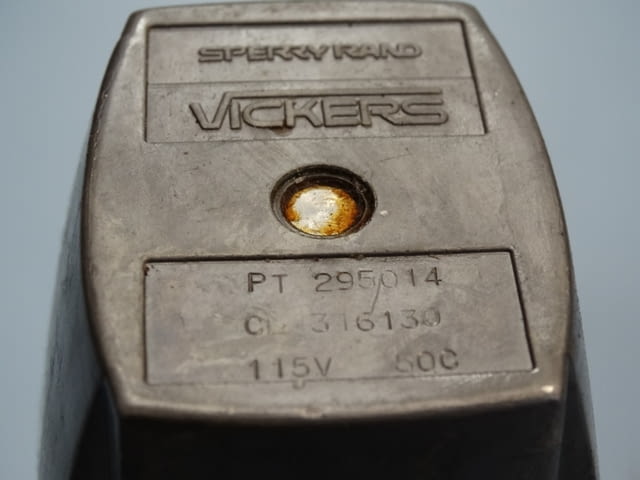 SPERRY RAND
VICKERS
PT 295014
CL 316130
115V 60C